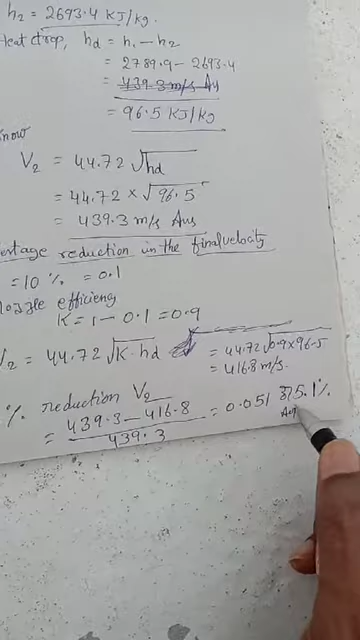 h₂ = 2693.4 KJ/kg.
Heat drop, hd = h₁ - h₂
= 2789.9 - 2693.4
= 439.3 m/s Ans
= 96.5 KJ/kg
now
V₂ = 44.72 √hd
= 44.72 × √96.5
= 439.3 m/s Ans
entage reduction in the final velocity
= 10 % = 0.1
Nozzle efficiency
K = 1 - 0.1 = 0.9
V₂ = 44.72 √K·hd = 44.72 √0.9×96.5
= 416.8 m/s.
% reduction V₂
= 439.3 - 416.8 / 439.3 = 0.051 5.1%
Ans